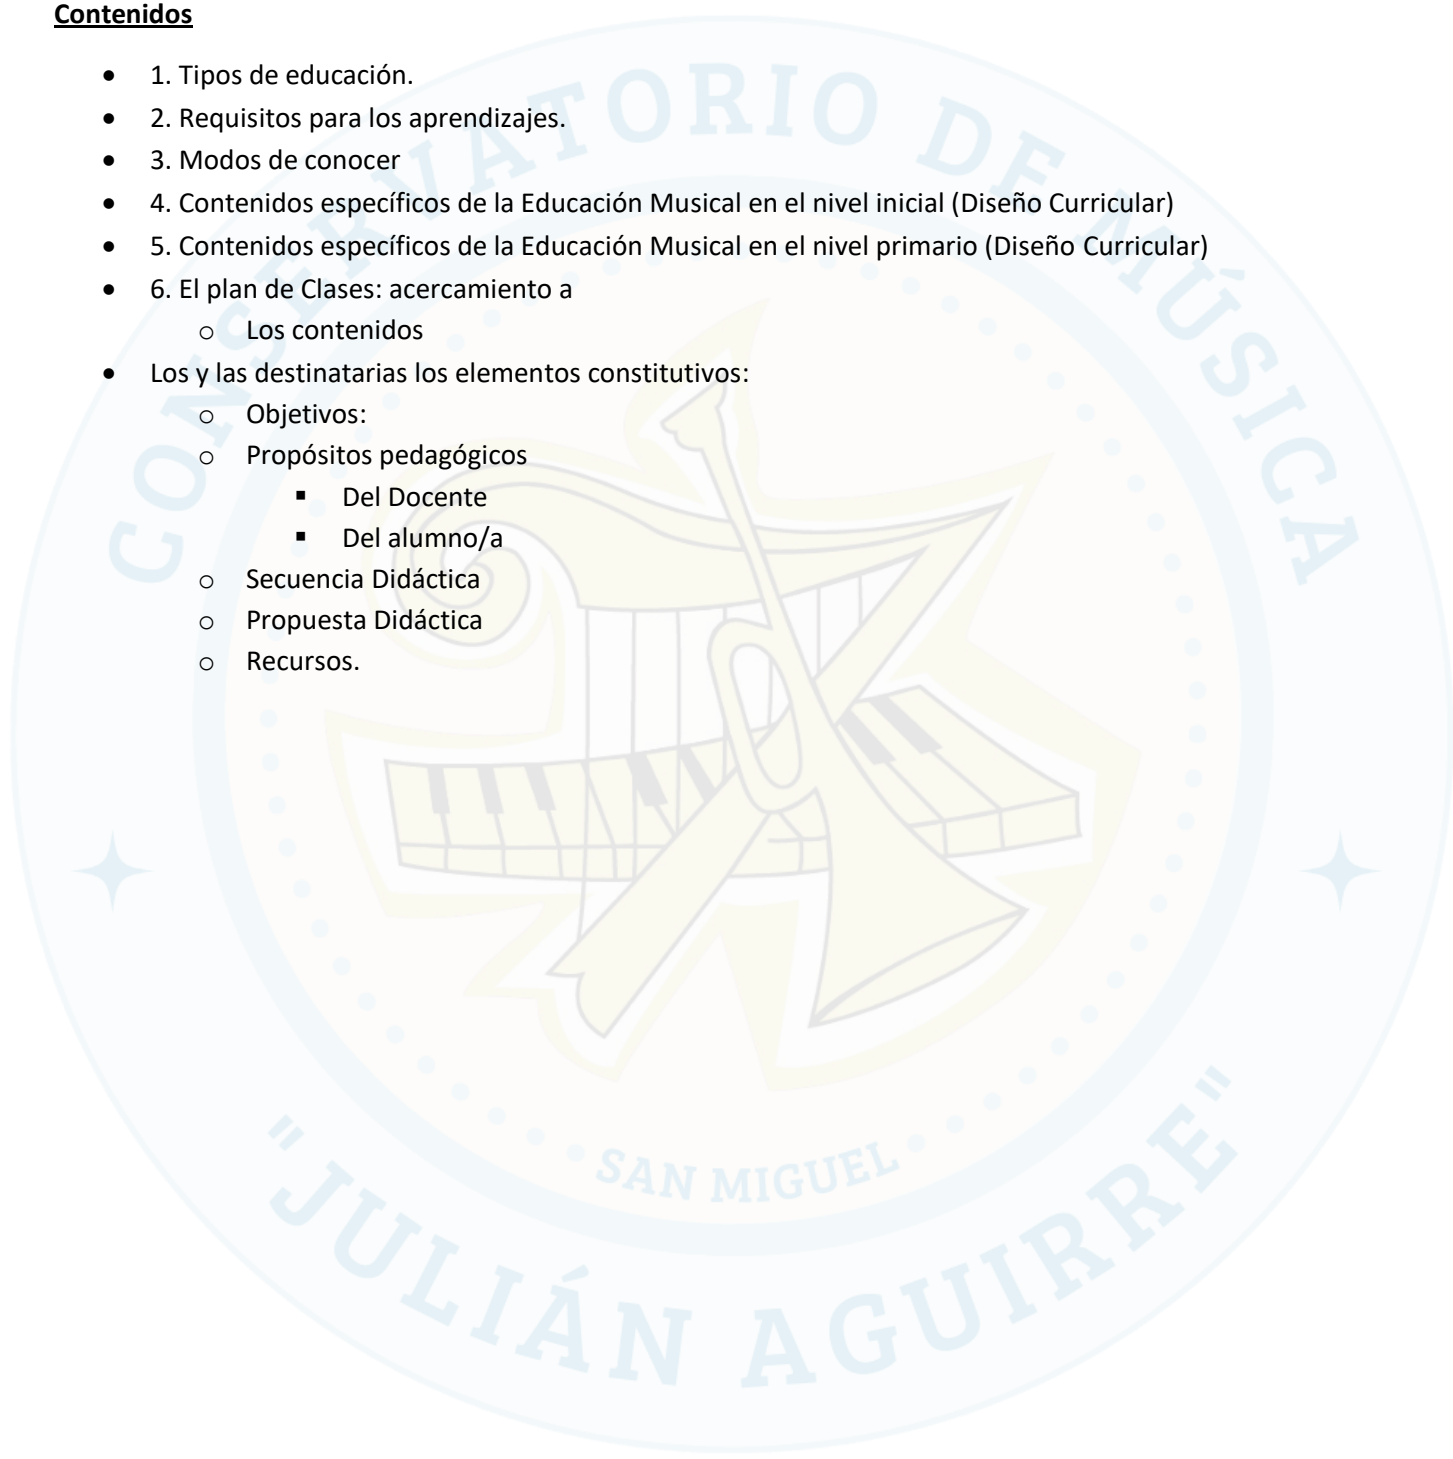 Contenidos
• 1. Tipos de educación.
• 2. Requisitos para los aprendizajes.
• 3. Modos de conocer
• 4. Contenidos específicos de la Educación Musical en el nivel inicial (Diseño Curricular)
• 5. Contenidos específicos de la Educación Musical en el nivel primario (Diseño Curricular)
• 6. El plan de Clases: acercamiento a
o Los contenidos
• Los y las destinatarias los elementos constitutivos:
o Objetivos:
o Propósitos pedagógicos
▪ Del Docente
▪ Del alumno/a
o Secuencia Didáctica
o Propuesta Didáctica
o Recursos.
CONSERVATORIO DE MÚSICA
SAN MIGUEL
"JULIÁN AGUIRRE"